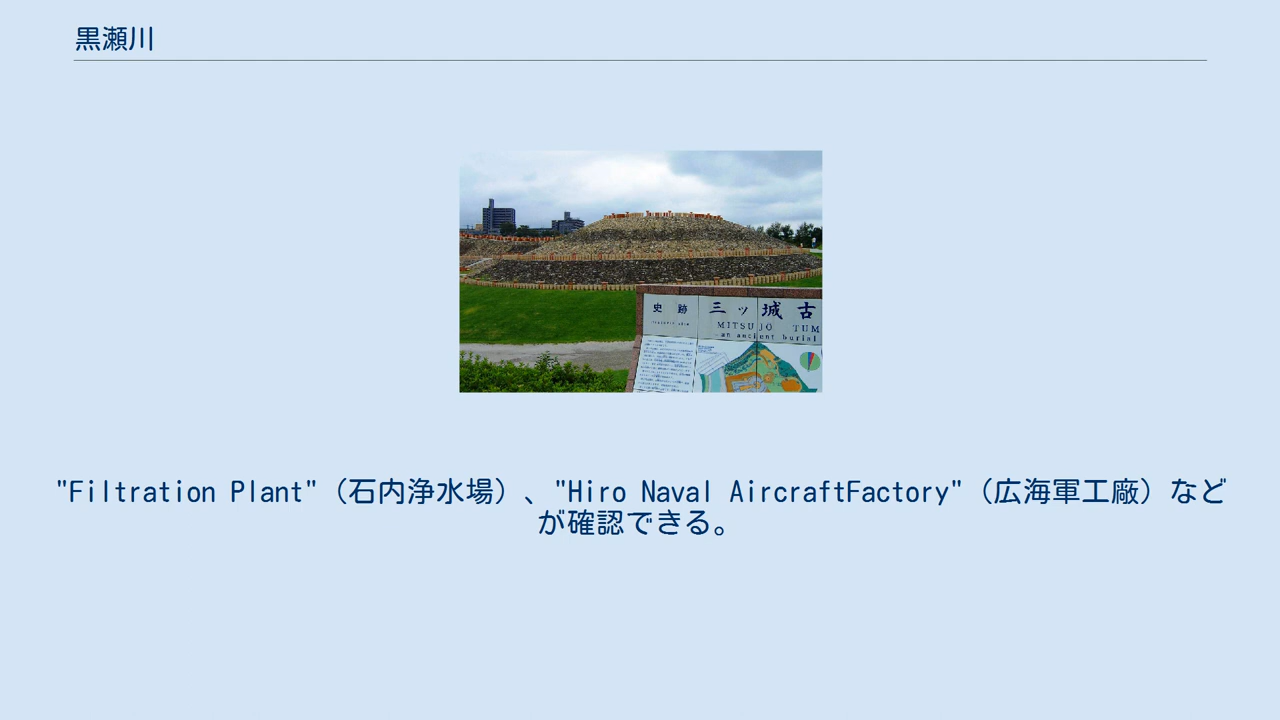 黒瀬川
史跡 三ッ城古
MITSUJO TUM
an ancient burial
"Filtration Plant"（石内浄水場）、"Hiro Naval AircraftFactory"（広海軍工廠）など
が確認できる。